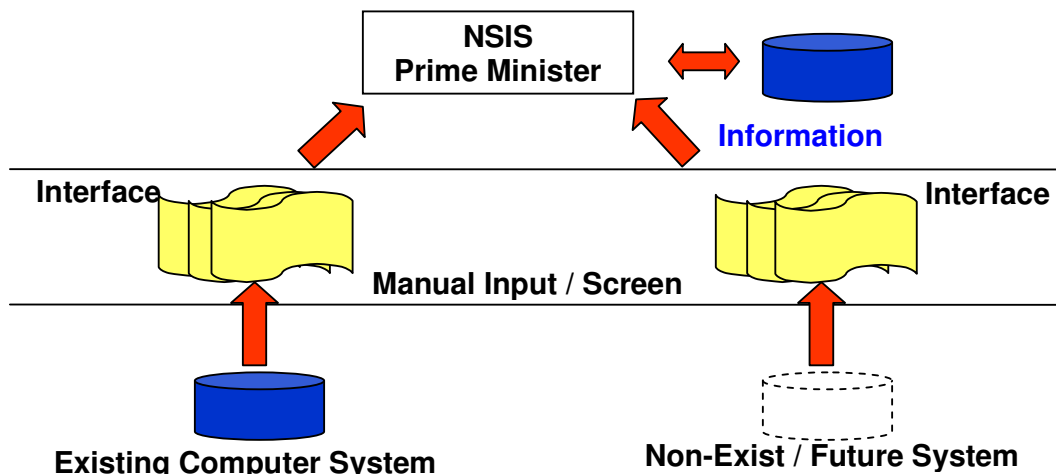 NSIS
Prime Minister
Information
Interface
Interface
Manual Input / Screen
Existing Computer System
Non-Exist / Future System